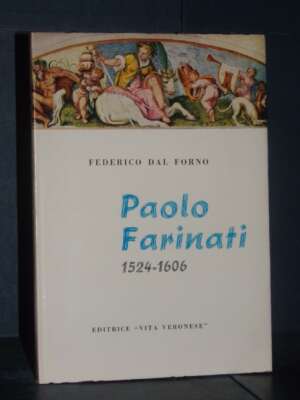 FEDERICO DAL FORNO
Paolo
Farinati
1524-1606
EDITRICE "VITA VERONESE"